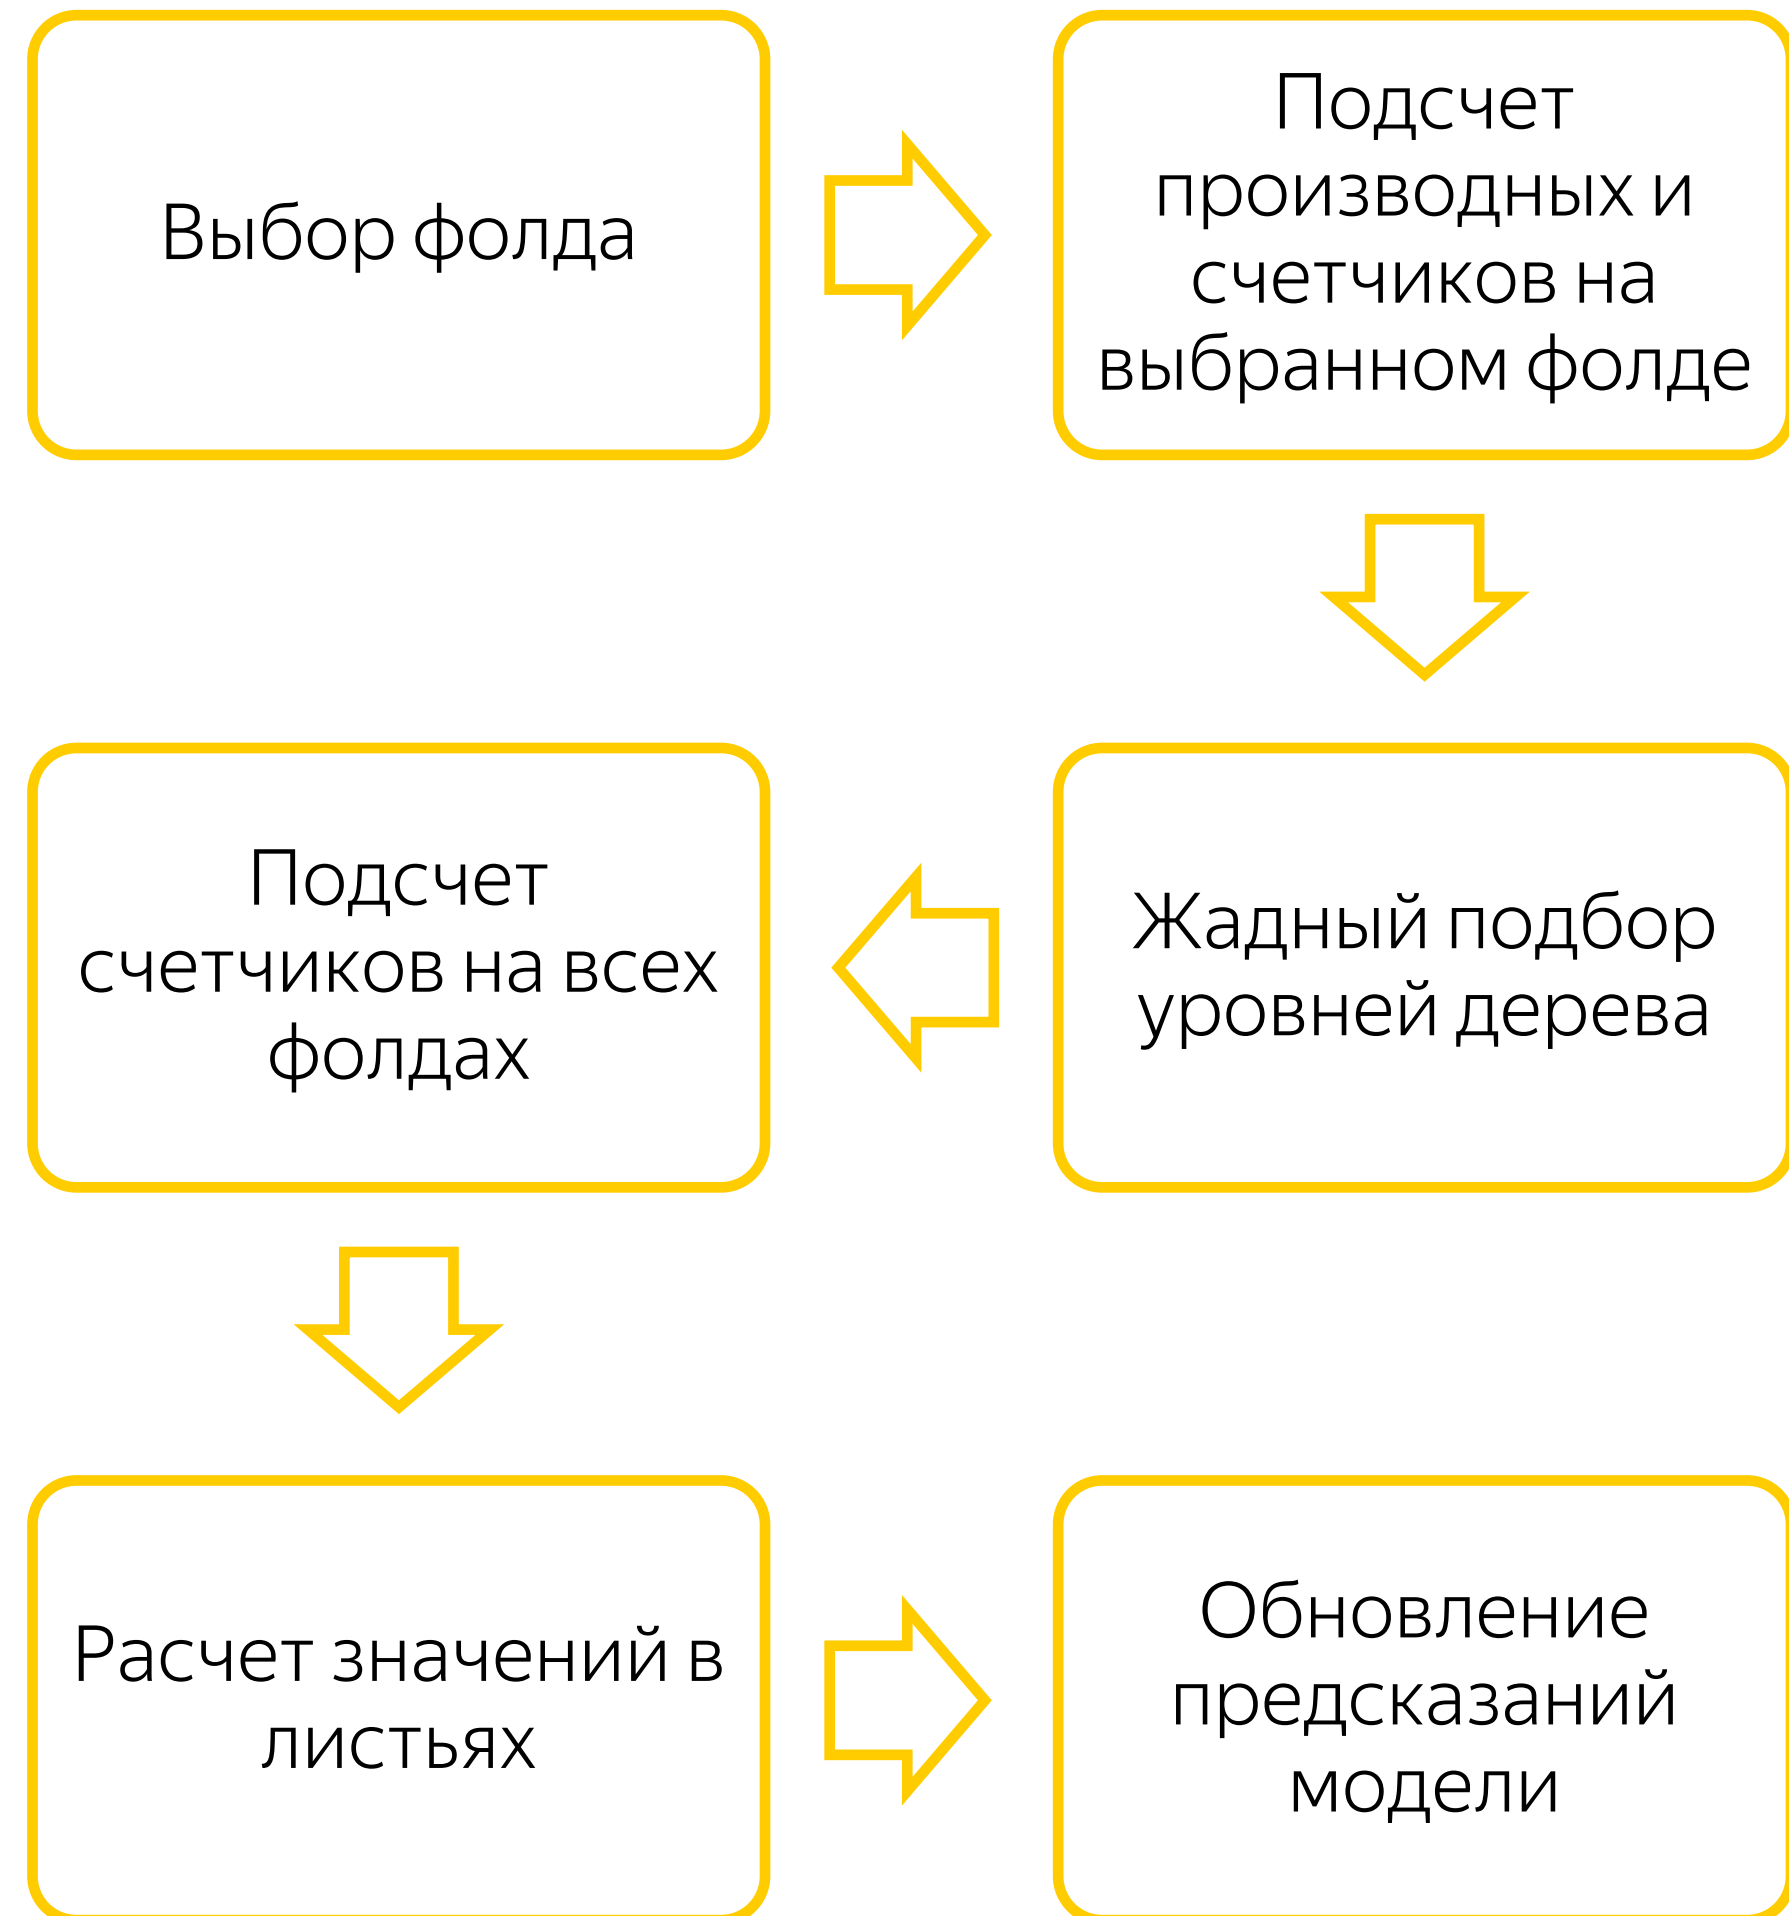 Выбор фолда
Подсчет
производных и
счетчиков на
выбранном фолде
Жадный подбор
уровней дерева
Подсчет
счетчиков на всех
фолдах
Расчет значений в
листьях
Обновление
предсказаний
модели